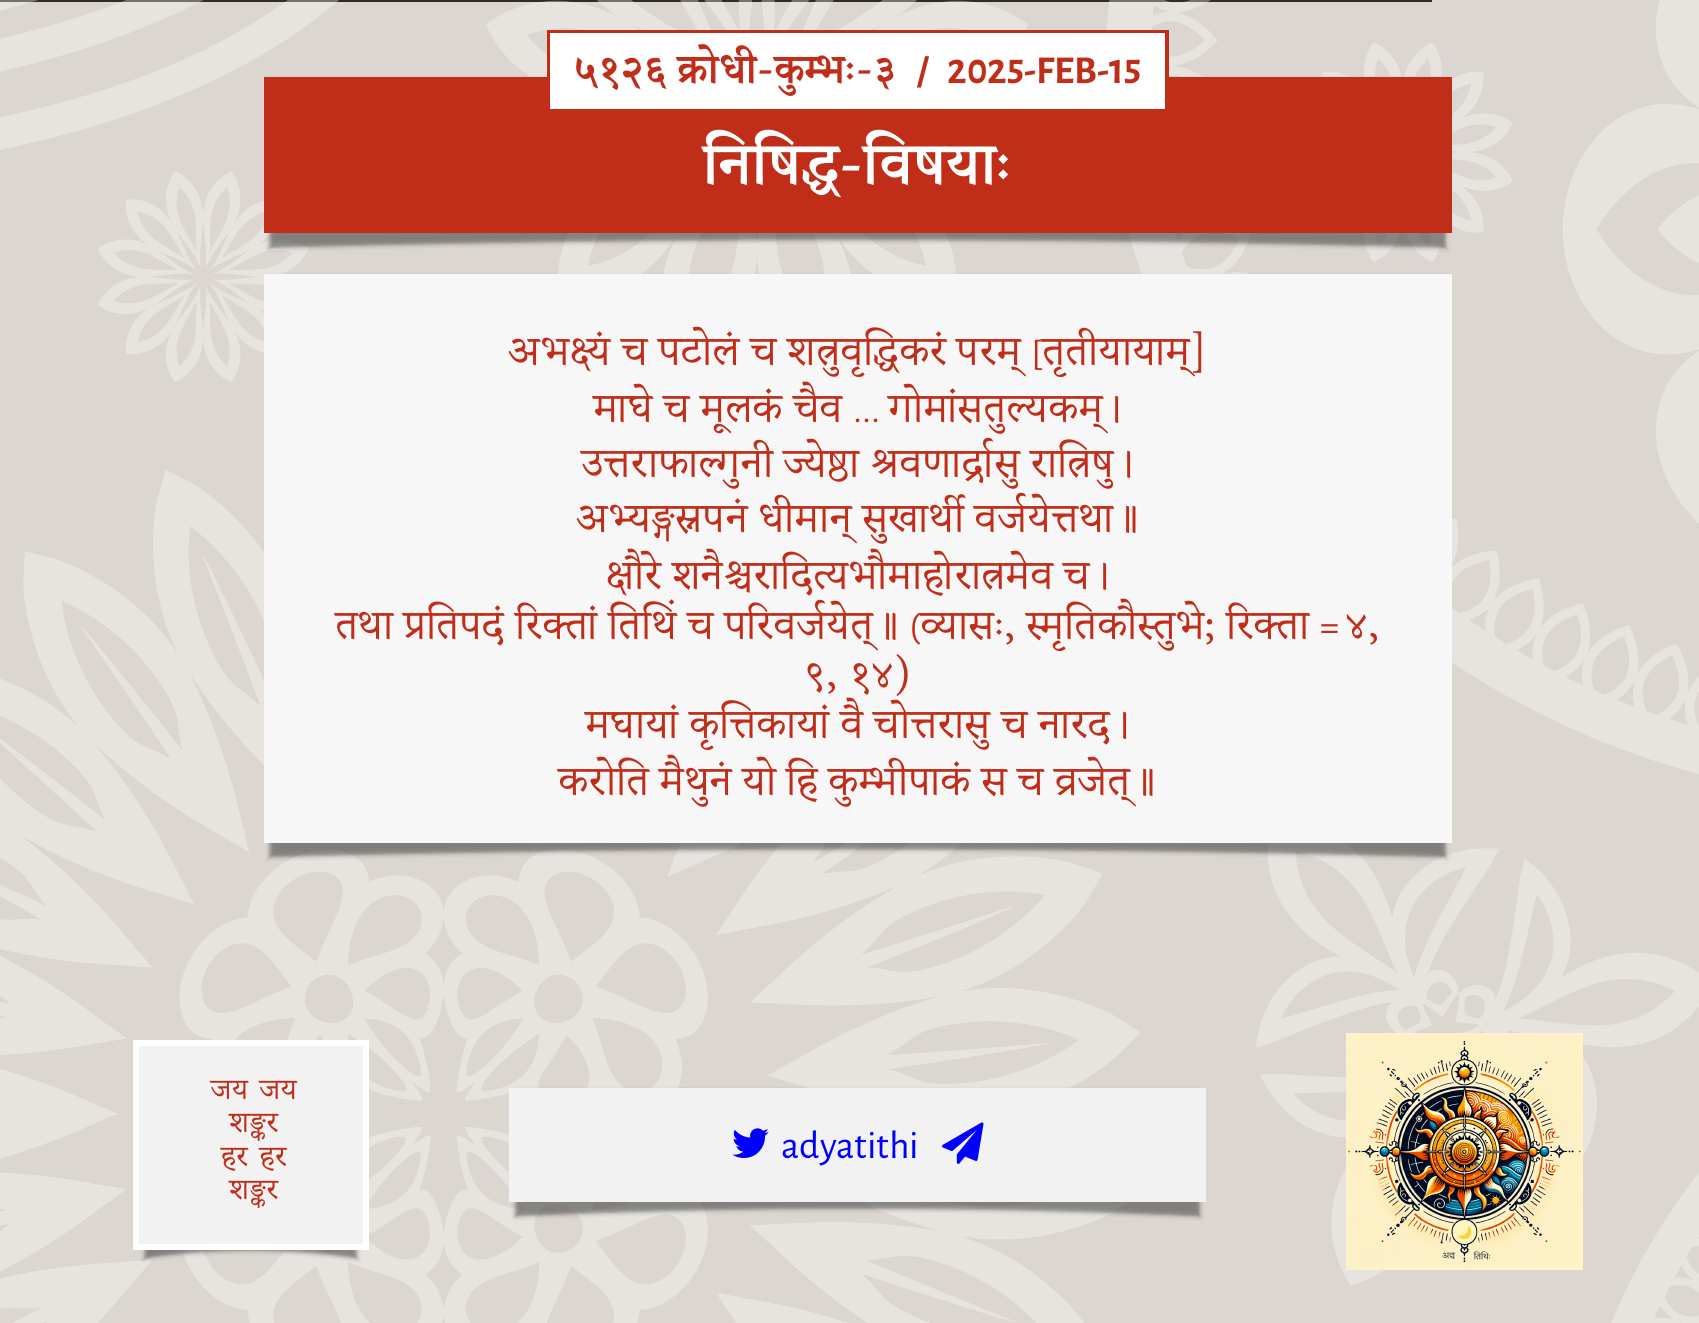 ५१२६ क्रोधी-कुम्भः-३ / 2025-FEB-15
निषिद्ध-विषयाः
अभक्ष्यं च पटोलं च शत्रुवृद्धिकरं परम् [तृतीयायाम्]
माघे च मूलकं चैव … गोमांसतुल्यकम्।
उत्तराफाल्गुनी ज्येष्ठा श्रवणार्द्रासु रात्रिषु।
अभ्यङ्गस्नपनं धीमान् सुखार्थी वर्जयेत्तथा॥
क्षौरे शनैश्चरादित्यभौमाहोरात्रमेव च।
तथा प्रतिपदं रिक्तां तिथिं च परिवर्जयेत्॥ (व्यासः, स्मृतिकौस्तुभे; रिक्ता = ४,
९, १४)
मघायां कृत्तिकायां वै चोत्तरासु च नारद।
करोति मैथुनं यो हि कुम्भीपाकं स च व्रजेत्॥
जय जय
शङ्कर
हर हर
शङ्कर
adyatithi
अद्य तिथिः